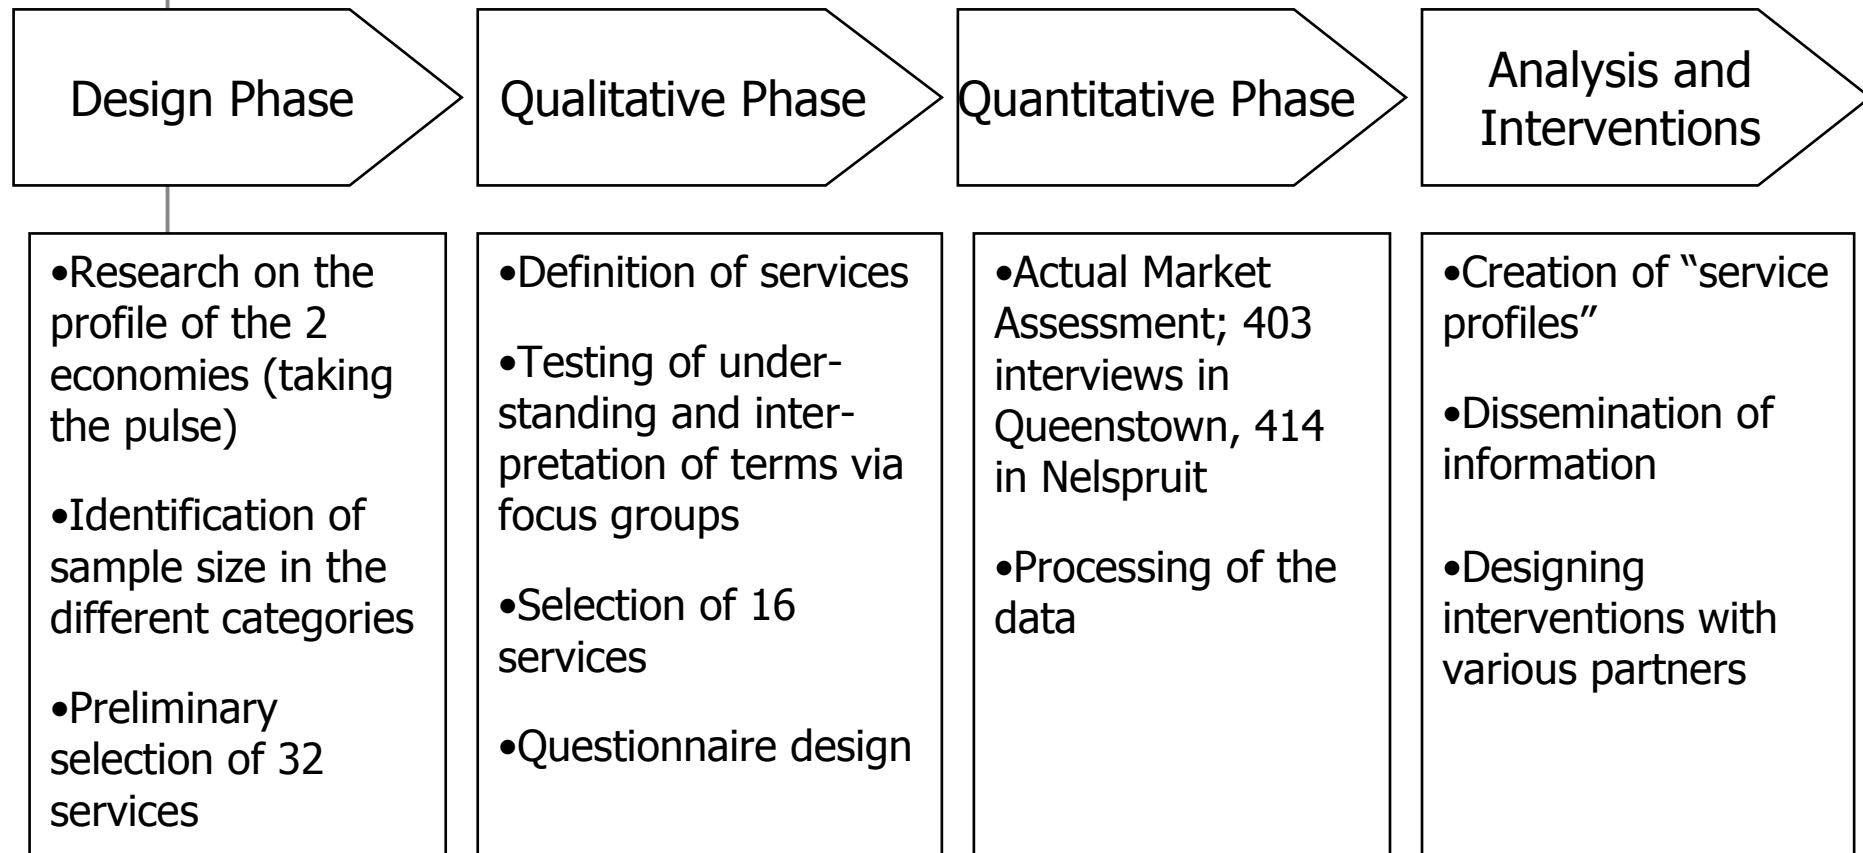 Design Phase
Qualitative Phase
Quantitative Phase
Analysis and
Interventions
•Research on the
profile of the 2
economies (taking
the pulse)
•Identification of
sample size in the
different categories
•Preliminary
selection of 32
services
•Definition of services
•Testing of under-
standing and inter-
pretation of terms via
focus groups
•Selection of 16
services
•Questionnaire design
•Actual Market
Assessment; 403
interviews in
Queenstown, 414
in Nelspruit
•Processing of the
data
•Creation of “service
profiles”
•Dissemination of
information
•Designing
interventions with
various partners